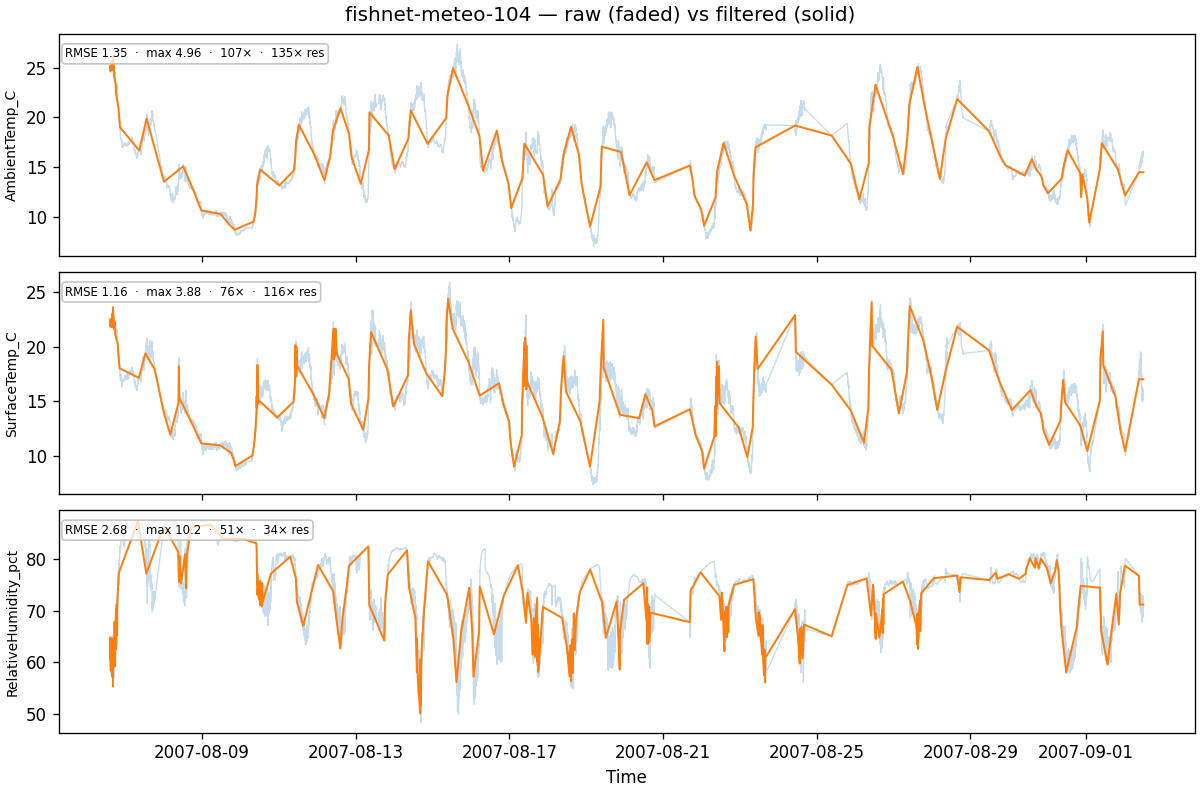 fishnet-meteo-104 — raw (faded) vs filtered (solid)
RMSE 1.35 · max 4.96 · 107× · 135× res
25
20
15
10
AmbientTemp_C
RMSE 1.16 · max 3.88 · 76× · 116× res
25
20
15
10
SurfaceTemp_C
RMSE 2.68 · max 10.2 · 51× · 34× res
80
70
60
50
RelativeHumidity_pct
2007-08-09 2007-08-13 2007-08-17 2007-08-21 2007-08-25 2007-08-29 2007-09-01
Time